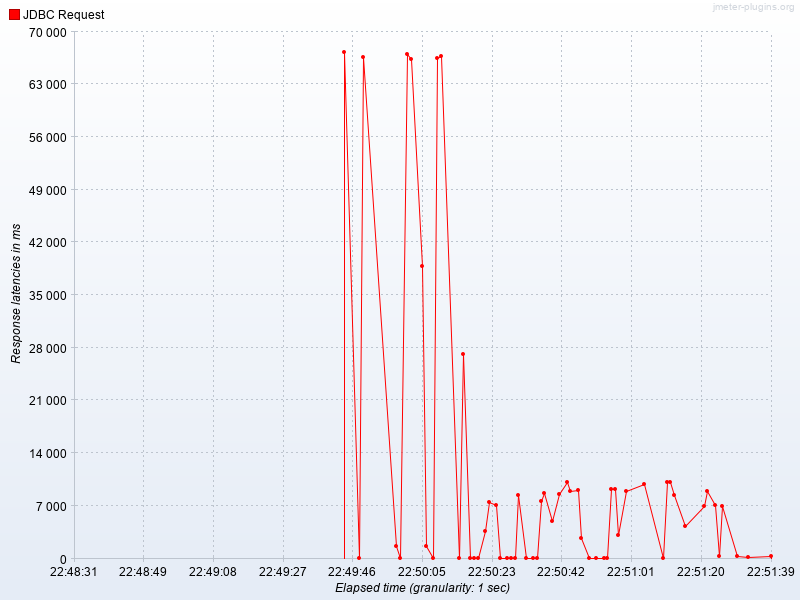 jmeter-plugins.org
JDBC Request
70 000
63 000
56 000
49 000
42 000
35 000
28 000
21 000
14 000
7 000
0
Response latencies in ms
22:48:31 22:48:49 22:49:08 22:49:27 22:49:46 22:50:05 22:50:23 22:50:42 22:51:01 22:51:20 22:51:39
Elapsed time (granularity: 1 sec)